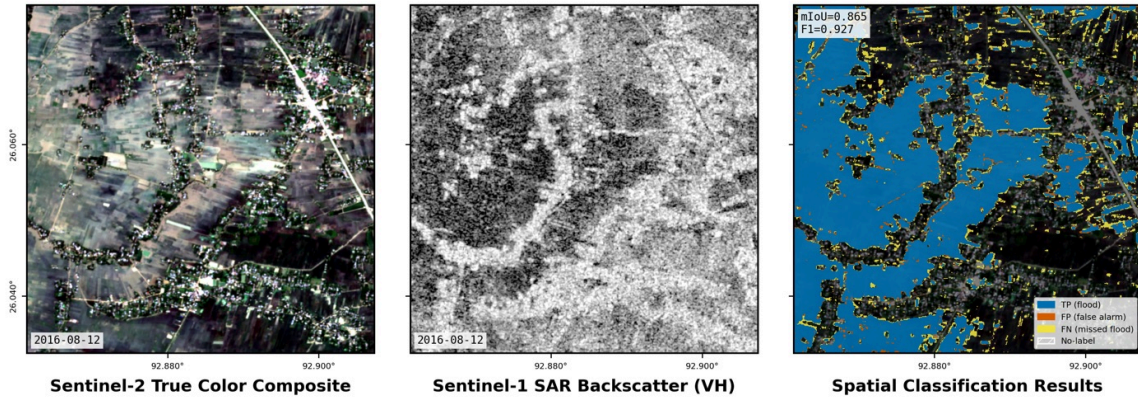 mIoU=0.865
F1=0.927
26.060°
26.040°
2016-08-12
2016-08-12
TP (flood)
FP (false alarm)
FN (missed flood)
No-label
92.880°
92.900°
92.880°
92.900°
92.880°
92.900°
Sentinel-2 True Color Composite
Sentinel-1 SAR Backscatter (VH)
Spatial Classification Results